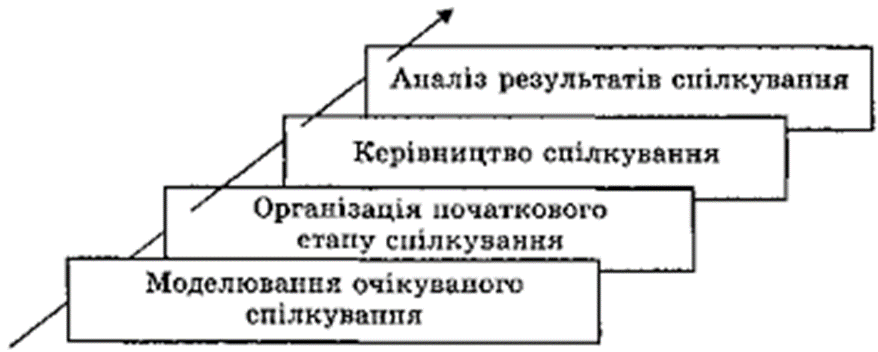 Аналіз результатів спілкування
Керівництво спілкування
Організація початкового
етапу спілкування
Моделювання очікуваного
спілкування